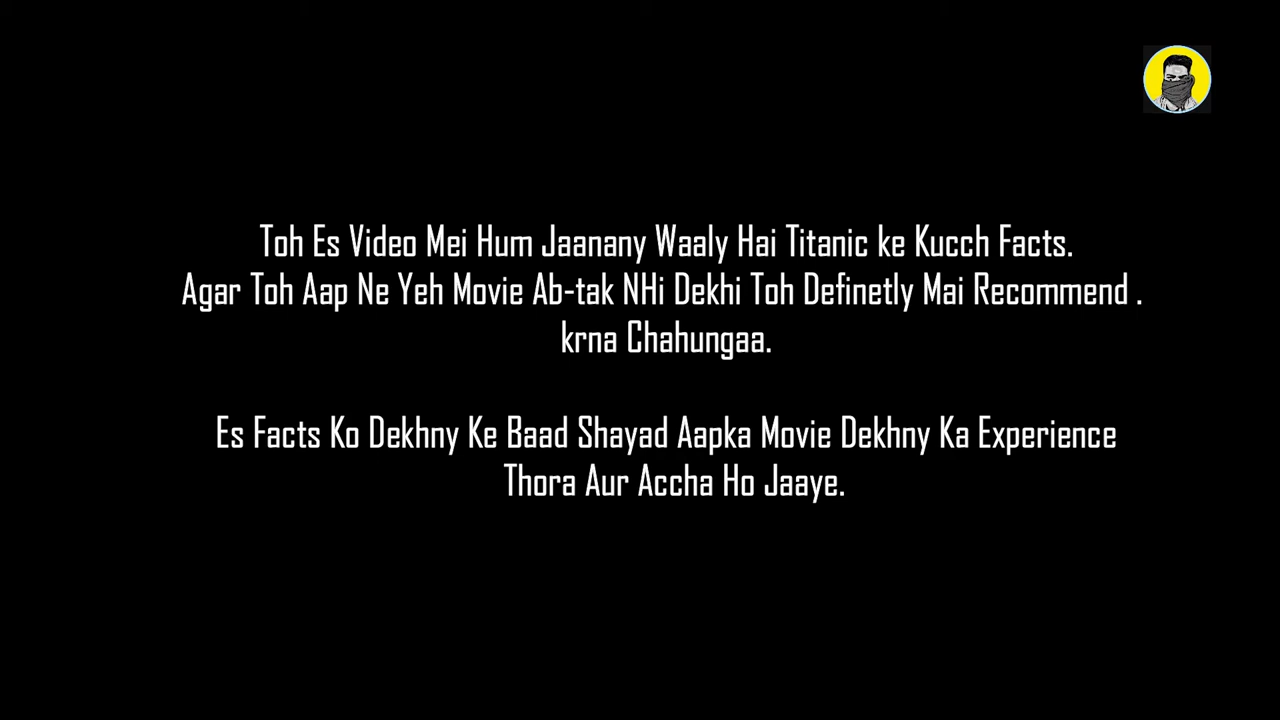 Toh Es Video Mei Hum Jaanany Waaly Hai Titanic ke Kucch Facts.
Agar Toh Aap Ne Yeh Movie Ab-tak NHi Dekhi Toh Definetly Mai Recommend .
krna Chahungaa.
Es Facts Ko Dekhny Ke Baad Shayad Aapka Movie Dekhny Ka Experience
Thora Aur Accha Ho Jaaye.